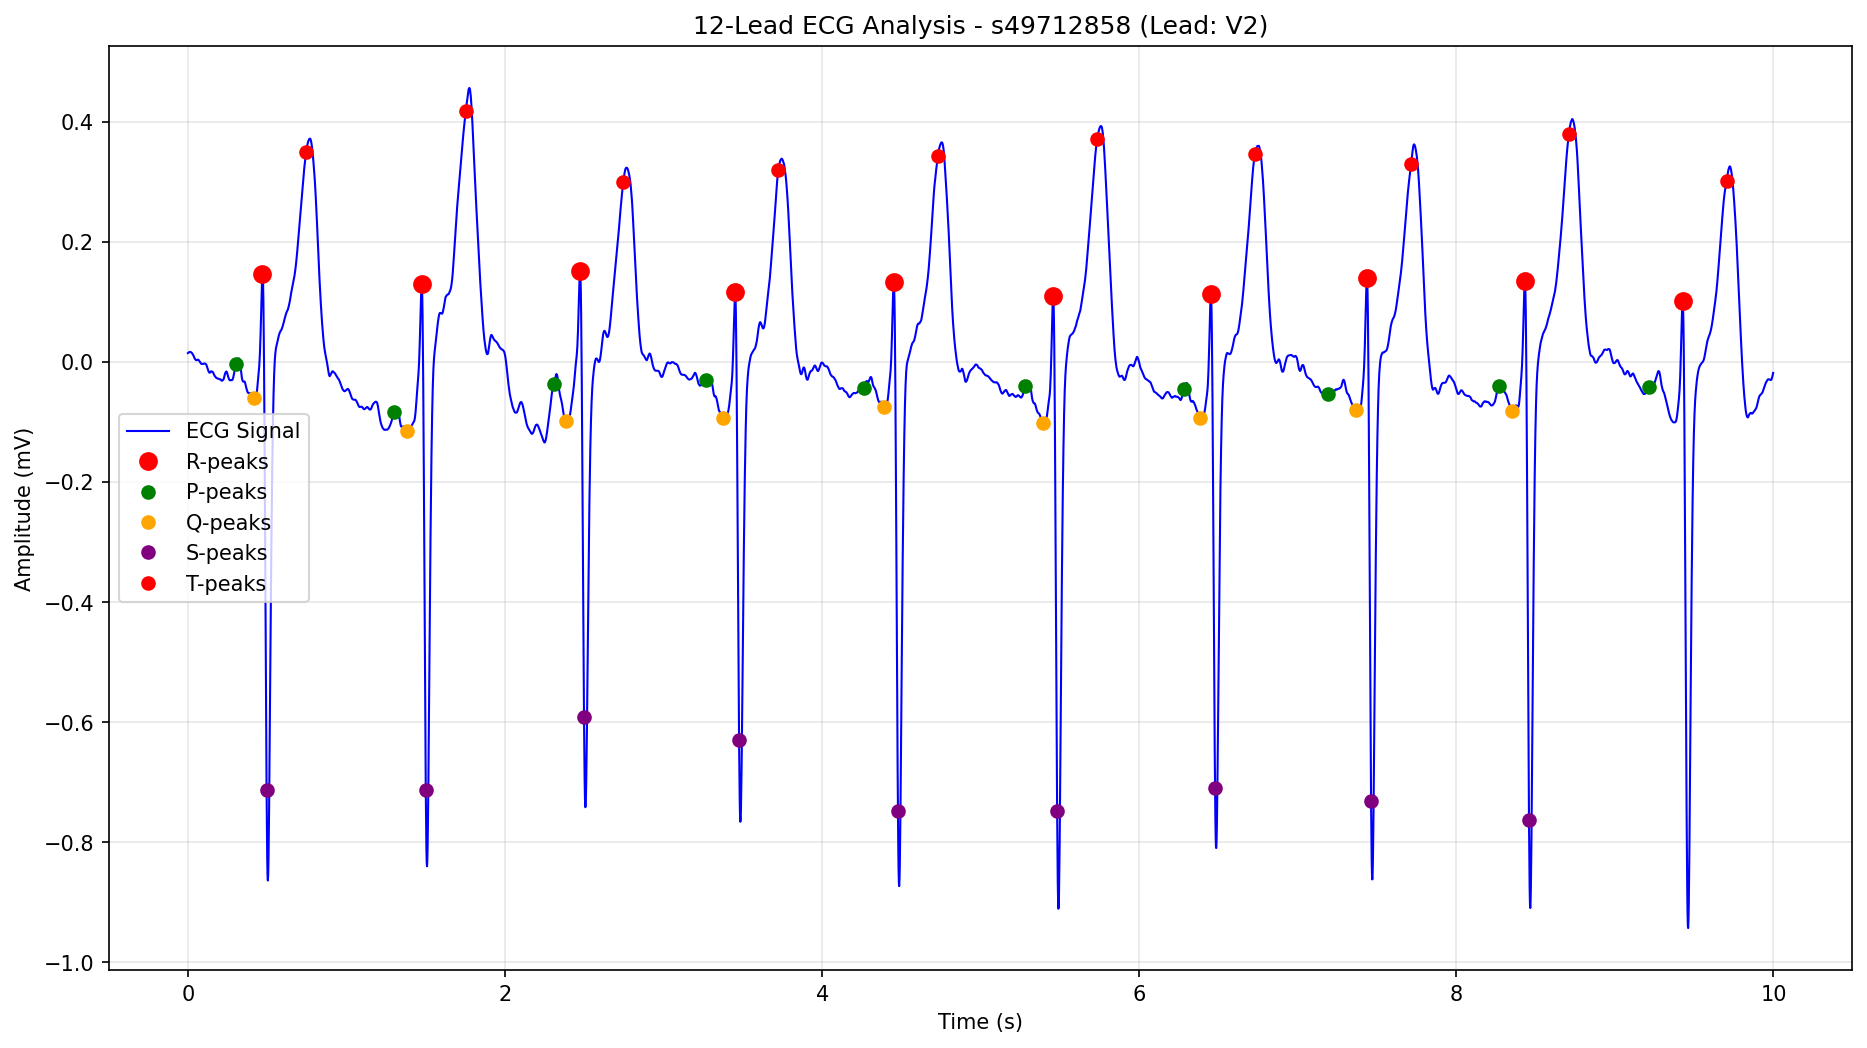 12-Lead ECG Analysis - s49712858 (Lead: V2)
Amplitude (mV)
0.4
0.2
0.0
−0.2
−0.4
−0.6
−0.8
−1.0
ECG Signal
R-peaks
P-peaks
Q-peaks
S-peaks
T-peaks
0 2 4 6 8 10
Time (s)